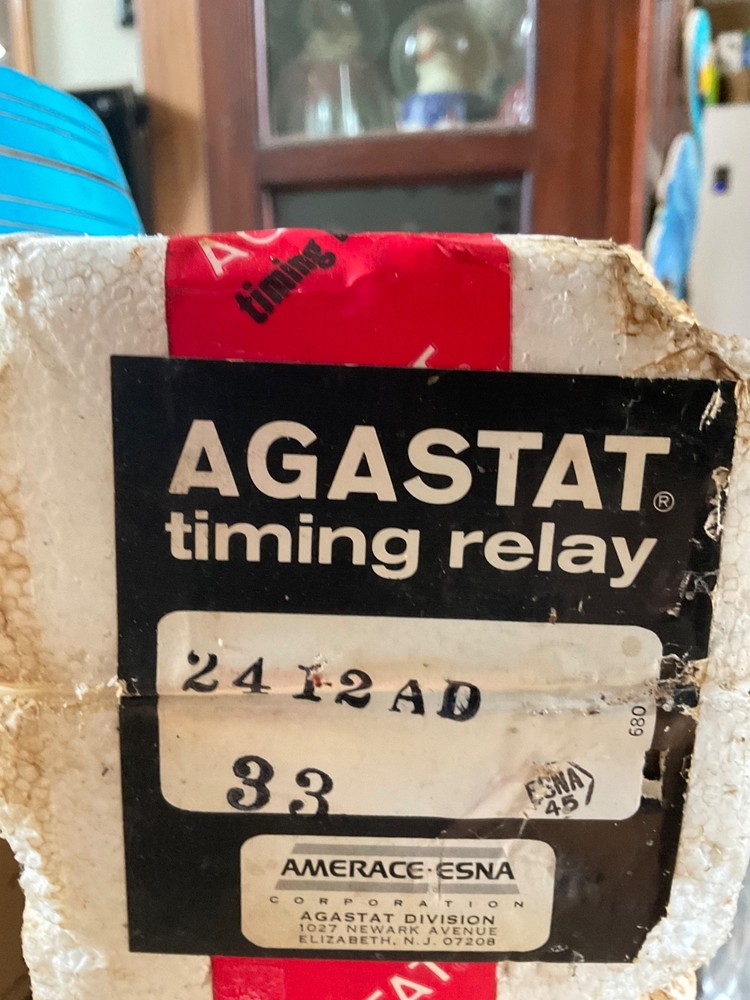 timing
AGASTAT®
timing relay
2412AD
33
680
ESNA
45
AMERACE·ESNA
CORPORATION
AGASTAT DIVISION
1027 NEWARK AVENUE
ELIZABETH, N.J. 07208